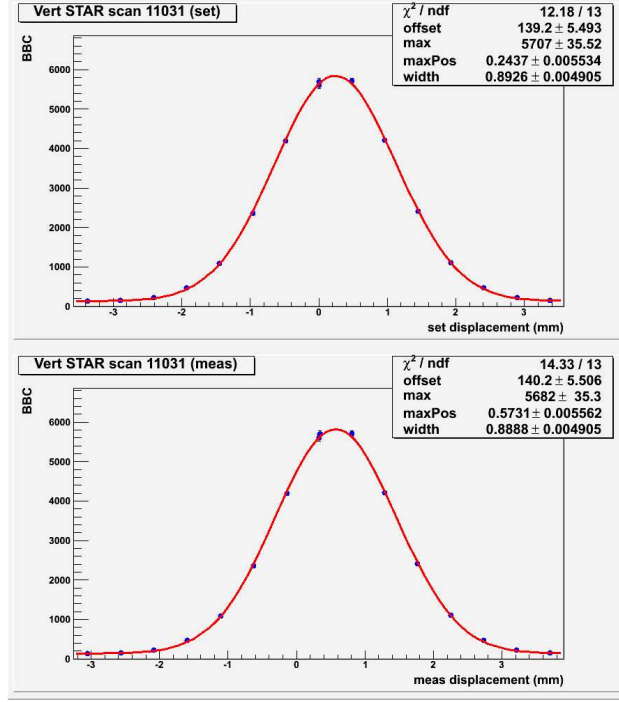 Vert STAR scan 11031 (set)
χ² / ndf 12.18 / 13
offset 139.2 ± 5.493
max 5707 ± 35.52
maxPos 0.2437 ± 0.005534
width 0.8926 ± 0.004905
BBC
6000
5000
4000
3000
2000
1000
0
-3 -2 -1 0 1 2 3
set displacement (mm)
Vert STAR scan 11031 (meas)
χ² / ndf 14.33 / 13
offset 140.2 ± 5.506
max 5682 ± 35.3
maxPos 0.5731 ± 0.005562
width 0.8888 ± 0.004905
BBC
6000
5000
4000
3000
2000
1000
0
-3 -2 -1 0 1 2 3
meas displacement (mm)